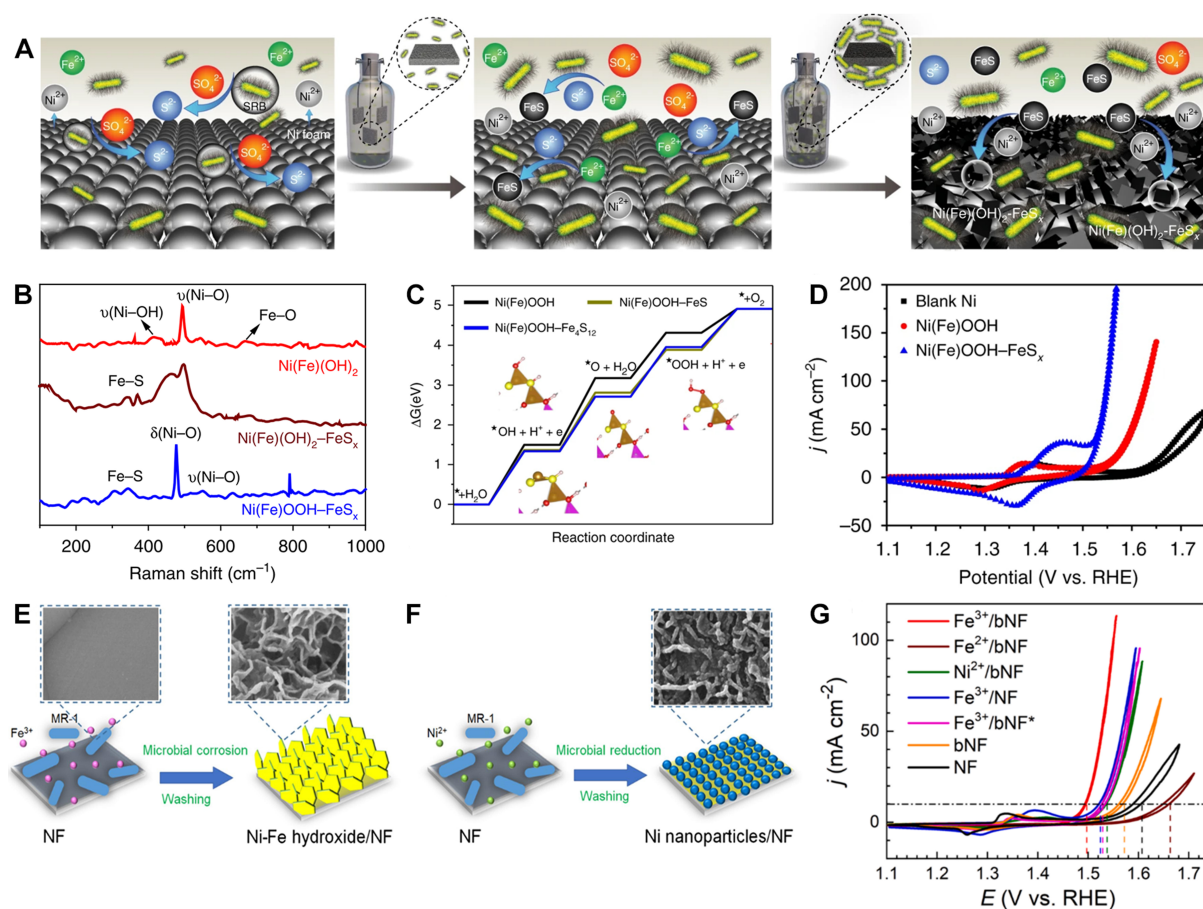 A
Fe2+
SO42-
Fe2+
Ni2+
S2-
SRB
Ni foam
SO42-
S2-
SO42-
S2-
FeS
S2-
Fe2+
SO42-
Ni2+
FeS
S2-
S2-
Fe2+
FeS
Fe2+
Ni2+
Ni2+
S2-
FeS
Fe2+
FeS
SO42-
Ni2+
FeS
FeS
Ni2+
Ni2+
Ni2+
Ni(Fe)(OH)2-FeSx
Ni(Fe)(OH)2-FeSx
B
υ(Ni–OH)
υ(Ni–O)
Fe–O
Ni(Fe)(OH)2
Fe–S
Ni(Fe)(OH)2–FeSx
δ(Ni–O)
Fe–S
υ(Ni–O)
Ni(Fe)OOH–FeSx
200
400
600
800
1000
Raman shift (cm–1)
C
Ni(Fe)OOH
Ni(Fe)OOH–FeS
Ni(Fe)OOH–Fe4S12
*+O2
*O + H2O
*OOH + H+ + e
*OH + H+ + e
*+H2O
ΔG(eV)
6
5
4
3
2
1
0
Reaction coordinate
D
Blank Ni
Ni(Fe)OOH
Ni(Fe)OOH–FeSx
j (mA cm–2)
200
150
100
50
0
–50
1.1
1.2
1.3
1.4
1.5
1.6
1.7
Potential (V vs. RHE)
E
Fe3+
MR-1
Microbial corrosion
Washing
NF
Ni-Fe hydroxide/NF
F
Ni2+
MR-1
Microbial reduction
Washing
NF
Ni nanoparticles/NF
G
Fe3+/bNF
Fe2+/bNF
Ni2+/bNF
Fe3+/NF
Fe3+/bNF*
bNF
NF
j (mA cm–2)
100
50
0
1.1
1.2
1.3
1.4
1.5
1.6
1.7
E (V vs. RHE)